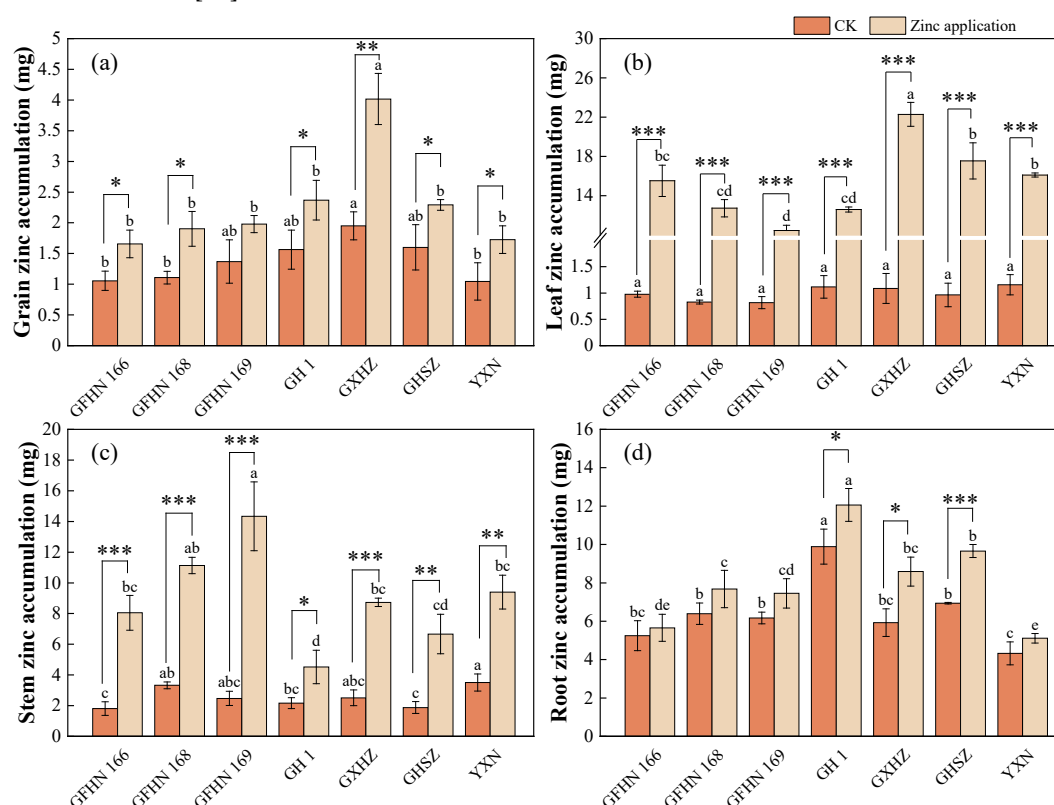 CK Zinc application
(a)
Grain zinc accumulation (mg)
5
4.5
4
3.5
3
2.5
2
1.5
1
0.5
0
* * * ** * *
b b b b b b ab b a a ab b b b
GFHN 166 GFHN 168 GFHN 169 GH 1 GXHZ GHSZ YXN
(b)
Leaf zinc accumulation (mg)
30
26
22
18
14
1.5
1
0.5
0
*** *** *** *** *** *** ***
a bc a cd a d a cd a a a b a b
GFHN 166 GFHN 168 GFHN 169 GH 1 GXHZ GHSZ YXN
(c)
Stem zinc accumulation (mg)
20
18
16
14
12
10
8
6
4
2
0
*** *** *** * *** ** **
c bc ab ab abc a bc d abc bc c cd a bc
GFHN 166 GFHN 168 GFHN 169 GH 1 GXHZ GHSZ YXN
(d)
Root zinc accumulation (mg)
16
14
12
10
8
6
4
2
0
* * ***
bc de b c b cd a a bc bc b b c e
GFHN 166 GFHN 168 GFHN 169 GH 1 GXHZ GHSZ YXN